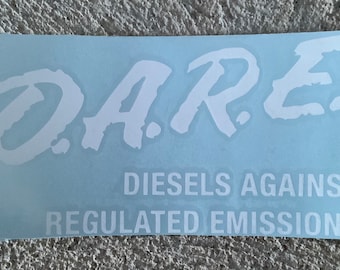 D.A.R.E.
DIESELS AGAINS
REGULATED EMISSION